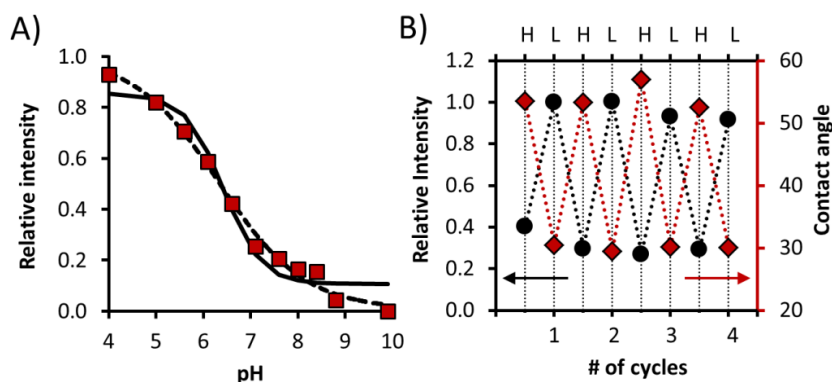 A)
Relative intensity
1.0
0.8
0.6
0.4
0.2
0.0
4 5 6 7 8 9 10
pH
B)
H L H L H L H L
Relative Intensity
1.2
1.0
0.8
0.6
0.4
0.2
0.0
60
50
40
30
20
Contact angle
1 2 3 4
# of cycles